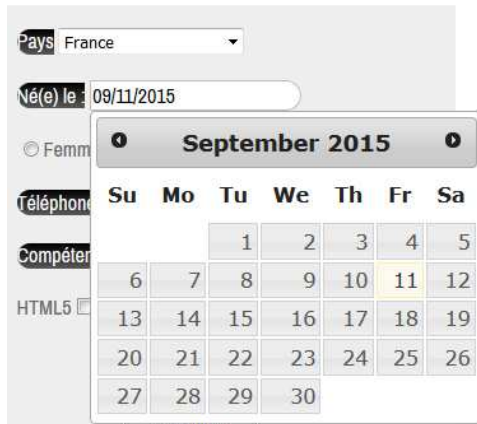 Pays France
Né(e) le : 09/11/2015
Femm
September 2015
Su Mo Tu We Th Fr Sa
1 2 3 4 5
6 7 8 9 10 11 12
13 14 15 16 17 18 19
20 21 22 23 24 25 26
27 28 29 30
Téléphone
Compéten
HTML5